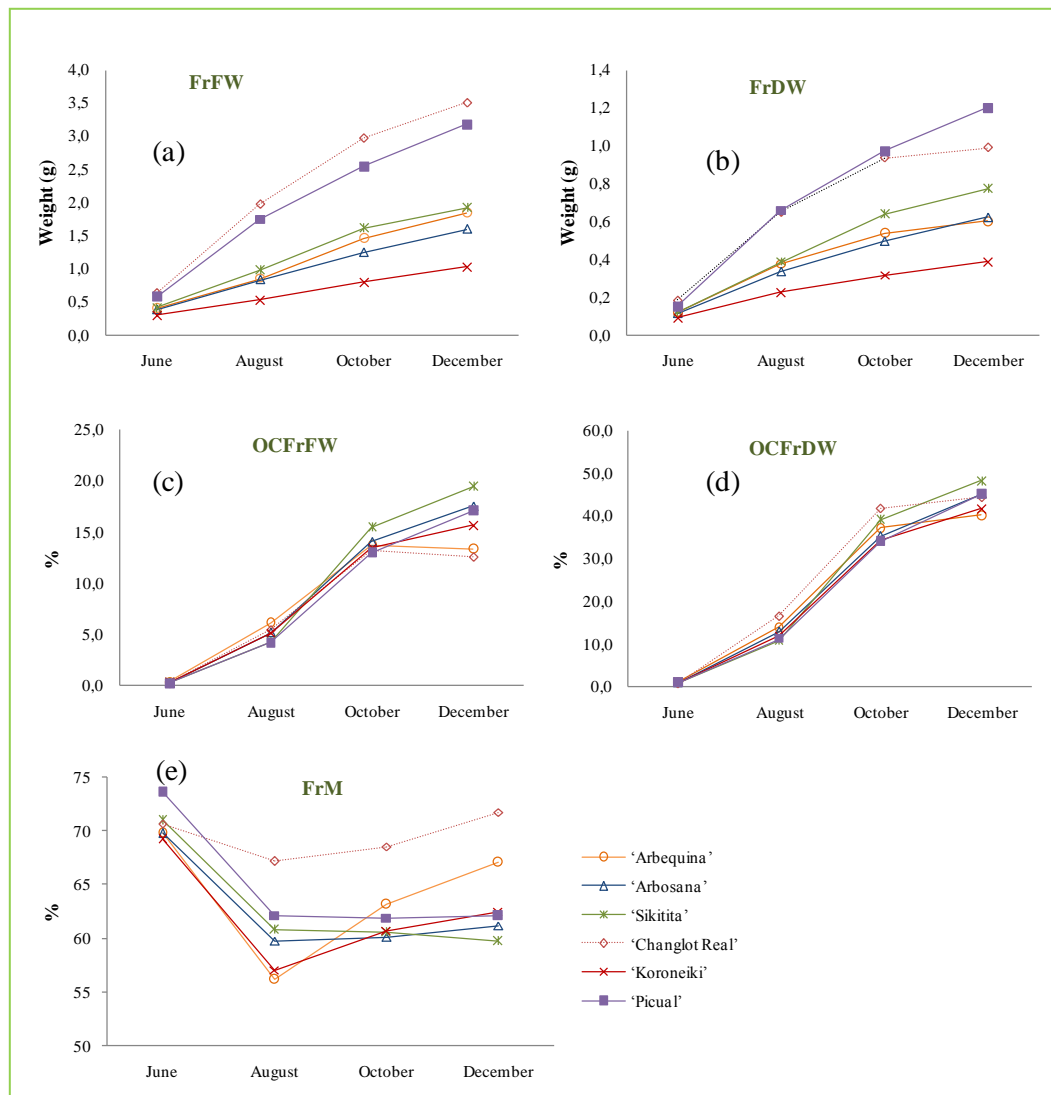 FrFW
(a)
Weight (g)
4,0
3,5
3,0
2,5
2,0
1,5
1,0
0,5
0,0
June August October December
FrDW
(b)
Weight (g)
1,4
1,2
1,0
0,8
0,6
0,4
0,2
0,0
June August October December
OCFrFW
(c)
%
25,0
20,0
15,0
10,0
5,0
0,0
June August October December
OCFrDW
(d)
%
60,0
50,0
40,0
30,0
20,0
10,0
0,0
June August October December
(e)
FrM
%
75
70
65
60
55
50
June August October December
‘Arbequina’
‘Arbosana’
‘Sikitita’
‘Changlot Real’
‘Koroneiki’
‘Picual’